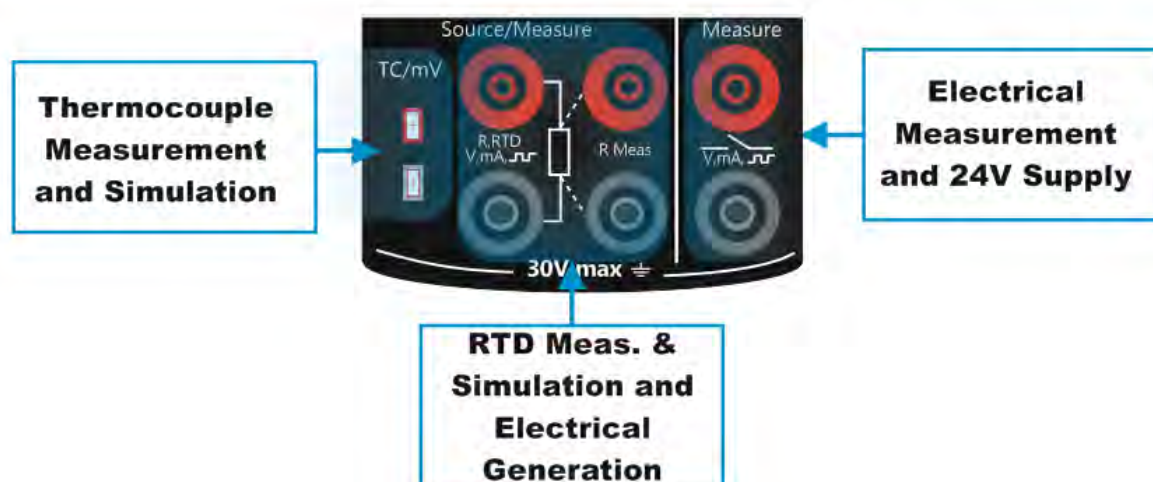 Source/Measure
Measure
TC/mV
Thermocouple
Measurement
and Simulation
R,RTD
V,mA,
R Meas
V,mA,
Electrical
Measurement
and 24V Supply
30V max
RTD Meas. &
Simulation and
Electrical
Generation